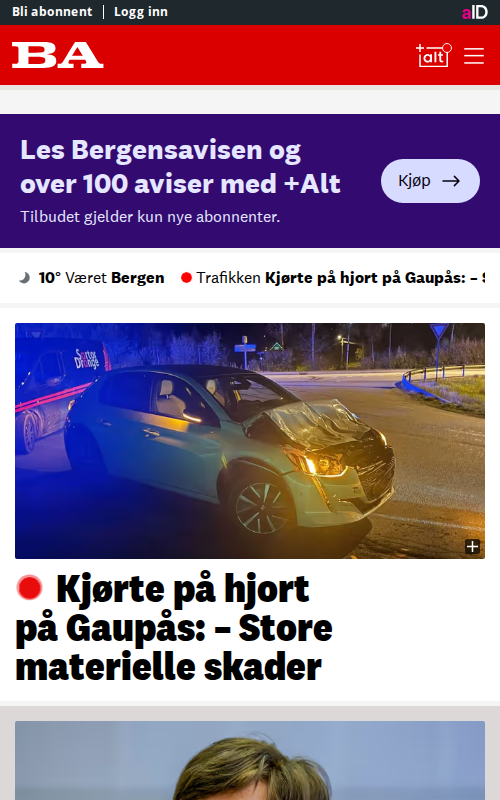 Bli abonnent | Logg inn
aID
BA
+alt
Les Bergensavisen og
over 100 aviser med +Alt
Kjøp →
Tilbudet gjelder kun nye abonnenter.
10° Været Bergen
Trafikken Kjørte på hjort på Gaupås: –
Kjørte på hjort
på Gaupås: – Store
materielle skader